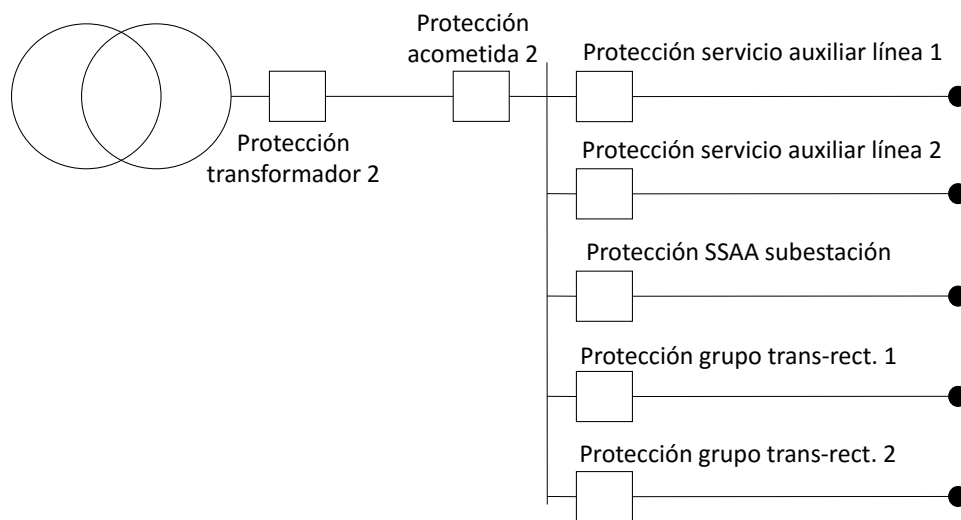 Protección
acometida 2
Protección servicio auxiliar línea 1
Protección
transformador 2
Protección servicio auxiliar línea 2
Protección SSAA subestación
Protección grupo trans-rect. 1
Protección grupo trans-rect. 2